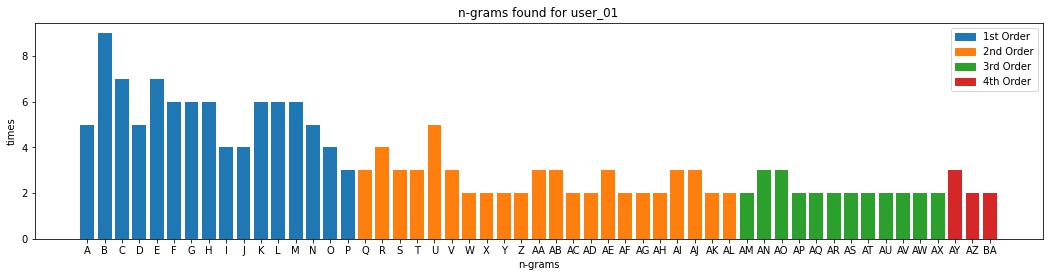 n-grams found for user_01
1st Order
2nd Order
3rd Order
4th Order
times
8
6
4
2
0
A B C D E F G H I J K L M N O P Q R S T U V W X Y Z AA AB AC AD AE AF AG AH AI AJ AK AL AM AN AO AP AQ AR AS AT AU AV AW AX AY AZ BA
n-grams